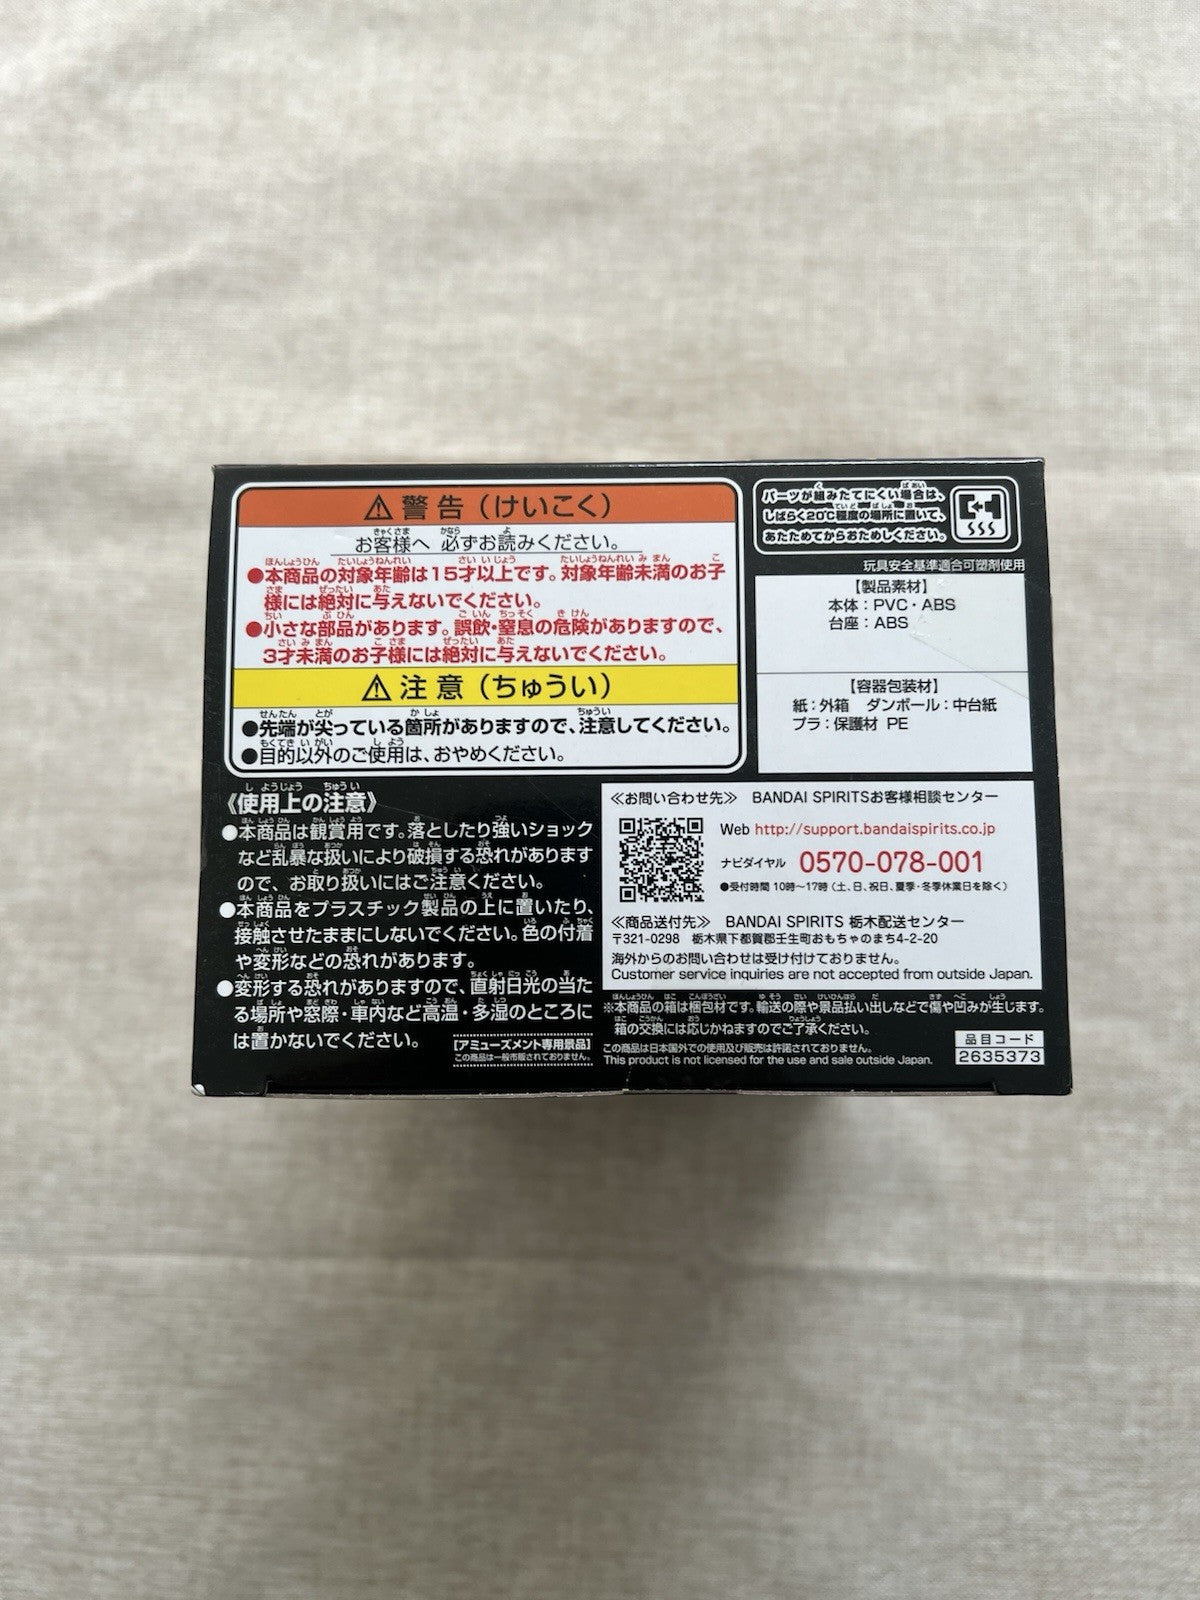 警告（けいこく）
お客様へ 必ずお読みください。
●本商品の対象年齢は15才以上です。対象年齢未満のお子
様には絶対に与えないでください。
●小さな部品があります。誤飲・窒息の危険がありますので、
3才未満のお子様には絶対に与えないでください。
注意（ちゅうい）
●先端が尖っている箇所がありますので、注意してください。
●目的以外のご使用は、おやめください。
パーツが組みたてにくい場合は、
しばらく20℃程度の場所に置いて、
あたためてからおためしください。
玩具安全基準適合可塑剤使用
【製品素材】
本体：PVC・ABS
台座：ABS
【容器包装材】
紙：外箱 ダンボール：中台紙
プラ：保護材 PE
《使用上の注意》
●本商品は観賞用です。落としたり強いショック
など乱暴な扱いにより破損する恐れがあります
ので、お取り扱いにはご注意ください。
●本商品をプラスチック製品の上に置いたり、
接触させたままにしないでください。色の付着
や変形などの恐れがあります。
●変形する恐れがありますので、直射日光の当た
る場所や窓際・車内など高温・多湿のところに
は置かないでください。
【アミューズメント専用景品】
この商品は一般市販されておりません。
≪お問い合わせ先≫ BANDAI SPIRITSお客様相談センター
Web http://support.bandaispirits.co.jp
ナビダイヤル 0570-078-001
●受付時間 10時～17時（土、日、祝日、夏季・冬季休業日を除く）
≪商品送付先≫ BANDAI SPIRITS 栃木配送センター
〒321-0298 栃木県下都賀郡壬生町おもちゃのまち4-2-20
海外からのお問い合わせは受け付けておりません。
Customer service inquiries are not accepted from outside Japan.
※本商品の箱は梱包材です。輸送の際や景品払い出しなどで傷や凹みが生じます。
箱の交換には応じかねますのでご了承ください。
この商品は日本国外での使用及び販売は許諾されておりません。
This product is not licensed for the use and sale outside Japan.
品目コード
2635373